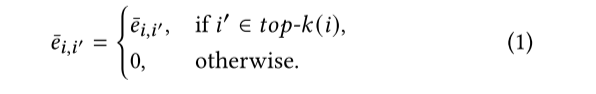 ē_{i,i′} = { ē_{i,i′}, if i′ ∈ top-k(i), (1)
0, otherwise.